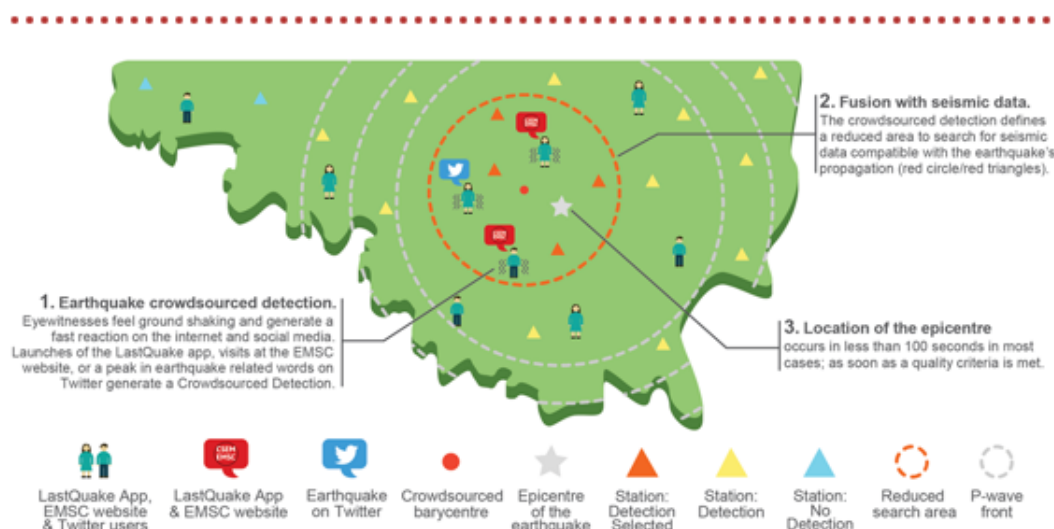 2. Fusion with seismic data.
The crowdsourced detection defines
a reduced area to search for seismic
data compatible with the earthquake's
propagation (red circle/red triangles).
1. Earthquake crowdsourced detection.
Eyewitnesses feel ground shaking and generate a
fast reaction on the internet and social media.
Launches of the LastQuake app, visits at the EMSC
website, or a peak in earthquake related words on
Twitter generate a Crowdsourced Detection.
3. Location of the epicentre
occurs in less than 100 seconds in most
cases; as soon as a quality criteria is met.
CSEM
EMSC
LastQuake App,
EMSC website
& Twitter users
LastQuake App
& EMSC website
Earthquake
on Twitter
Crowdsourced
barycentre
Epicentre
of the
earthquake
Station:
Detection
Selected
Station:
Detection
Station:
No
Detection
Reduced
search area
P-wave
front